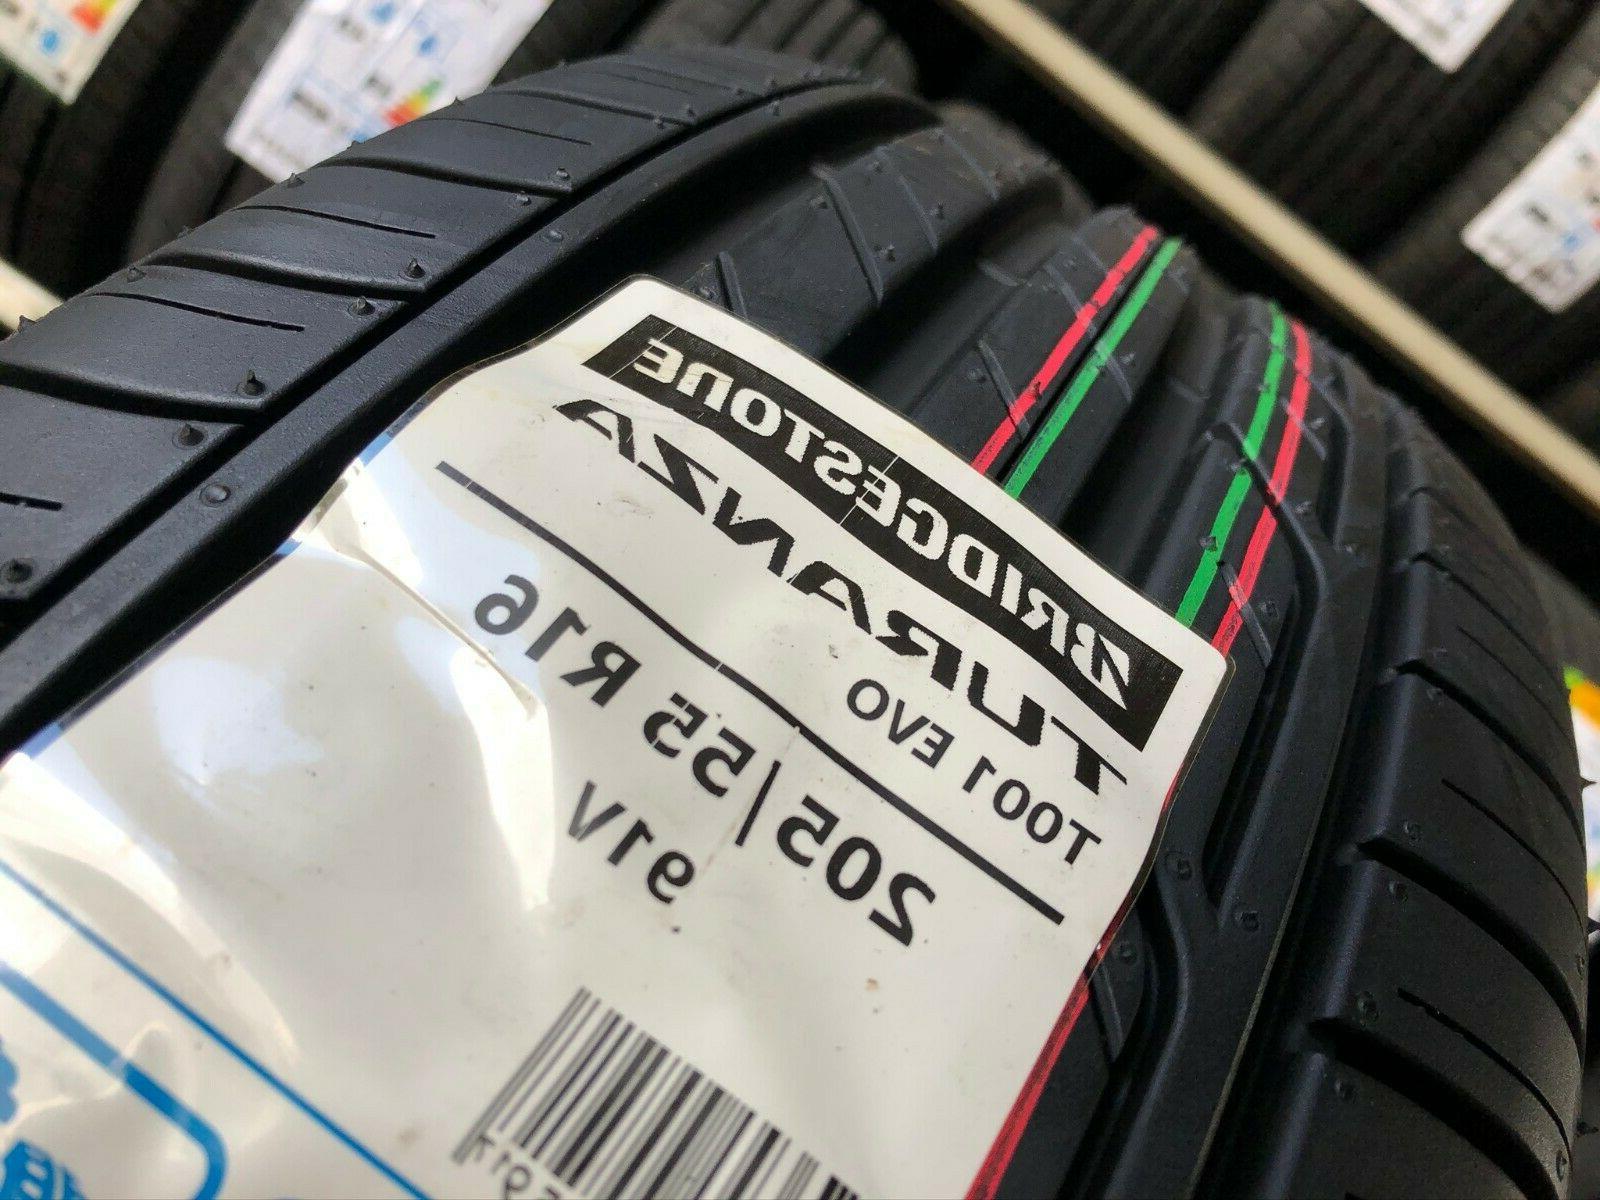 BRIDGESTONE
TURANZA
T001 EVO
205 | 55 R16
91V